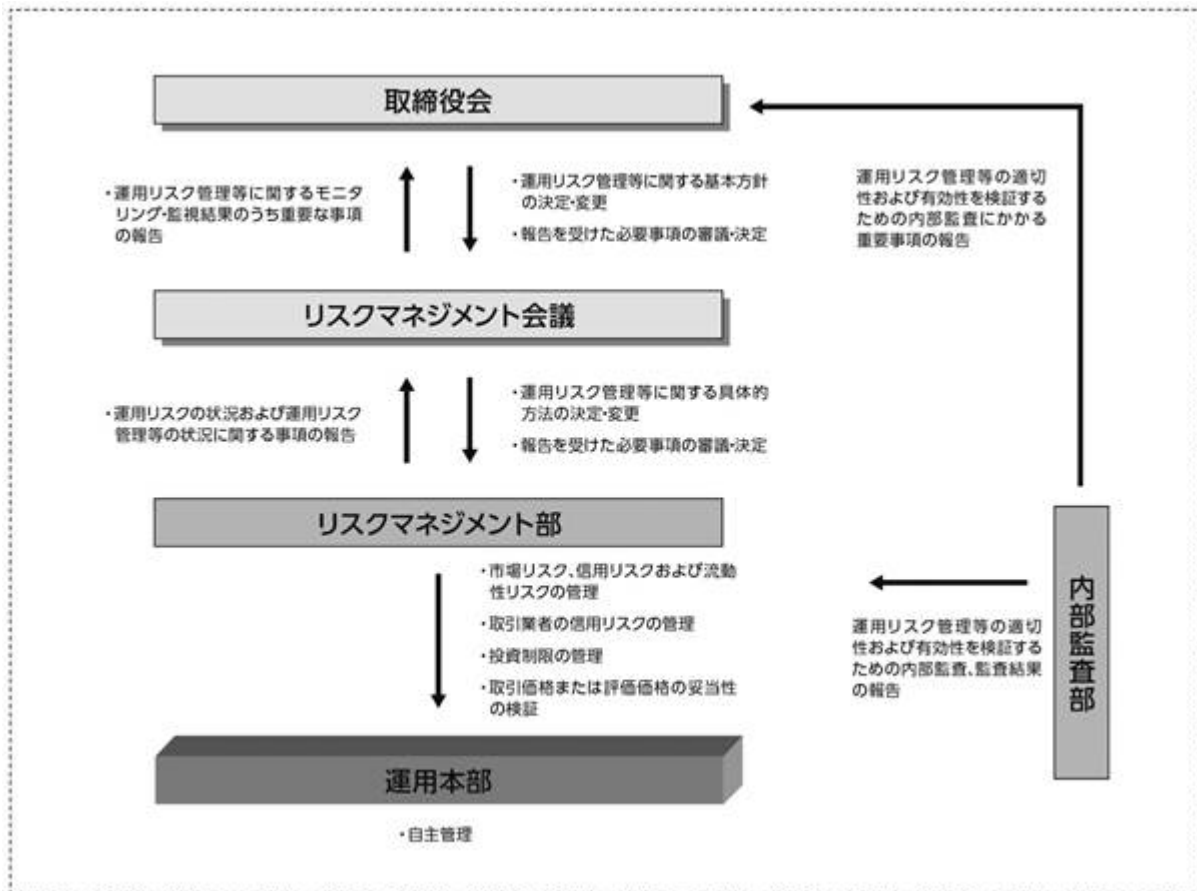 取締役会
・運用リスク管理等に関するモニタ
リング・監視結果のうち重要な事項
の報告
・運用リスク管理等に関する基本方針
の決定・変更
・報告を受けた必要事項の審議・決定
運用リスク管理等の適切
性および有効性を検証する
ための内部監査にかかる
重要事項の報告
リスクマネジメント会議
・運用リスクの状況および運用リスク
管理等の状況に関する事項の報告
・運用リスク管理等に関する具体的
方法の決定・変更
・報告を受けた必要事項の審議・決定
リスクマネジメント部
・市場リスク、信用リスクおよび流動
性リスクの管理
・取引業者の信用リスクの管理
・投資制限の管理
・取引価格または評価価格の妥当性
の検証
運用リスク管理等の適切
性および有効性を検証する
ための内部監査、監査結果
の報告
内部監査部
運用本部
・自主管理